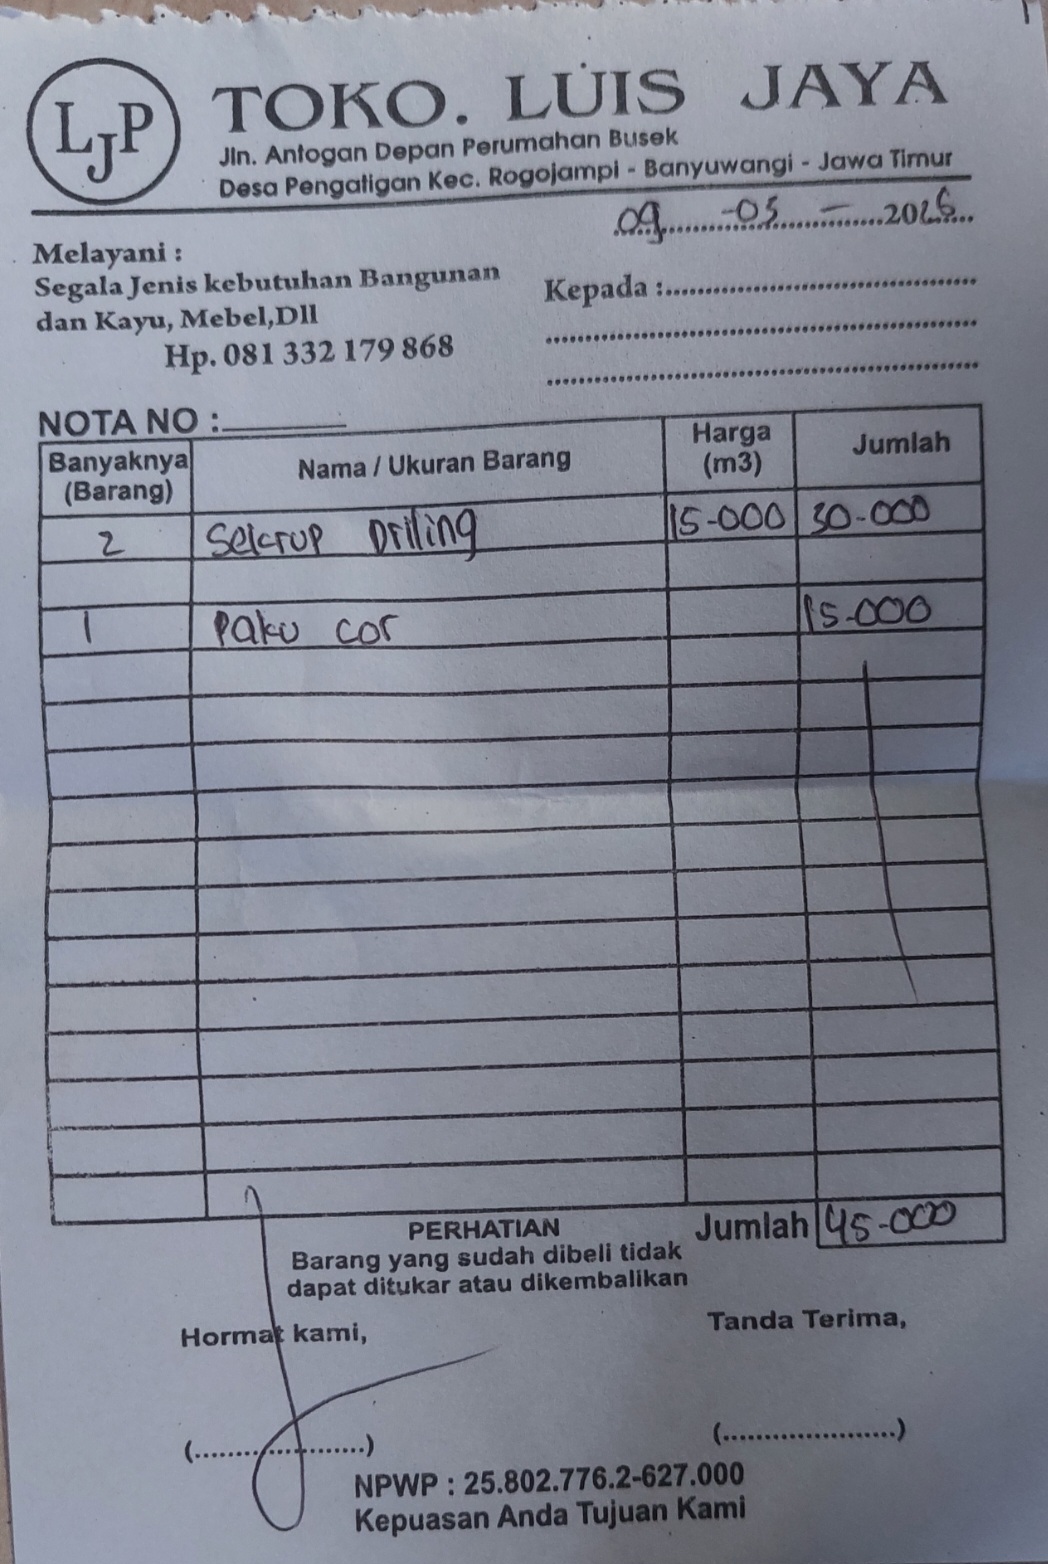 LJP
TOKO. LUIS JAYA
Jln. Antogan Depan Perumahan Busek
Desa Pengatigan Kec. Rogojampi - Banyuwangi - Jawa Timur
09 -05 - 2026
Melayani :
Segala Jenis kebutuhan Bangunan
dan Kayu, Mebel,Dll
Hp. 081 332 179 868
Kepada :
NOTA NO :
Banyaknya (Barang) Nama / Ukuran Barang Harga (m3) Jumlah
2 Sekrup Driling 15-000 30-000
1 Paku cor 15-000
Jumlah 45-000
PERHATIAN
Barang yang sudah dibeli tidak
dapat ditukar atau dikembalikan
Hormat kami, Tanda Terima,
(....................) (.....................)
NPWP : 25.802.776.2-627.000
Kepuasan Anda Tujuan Kami